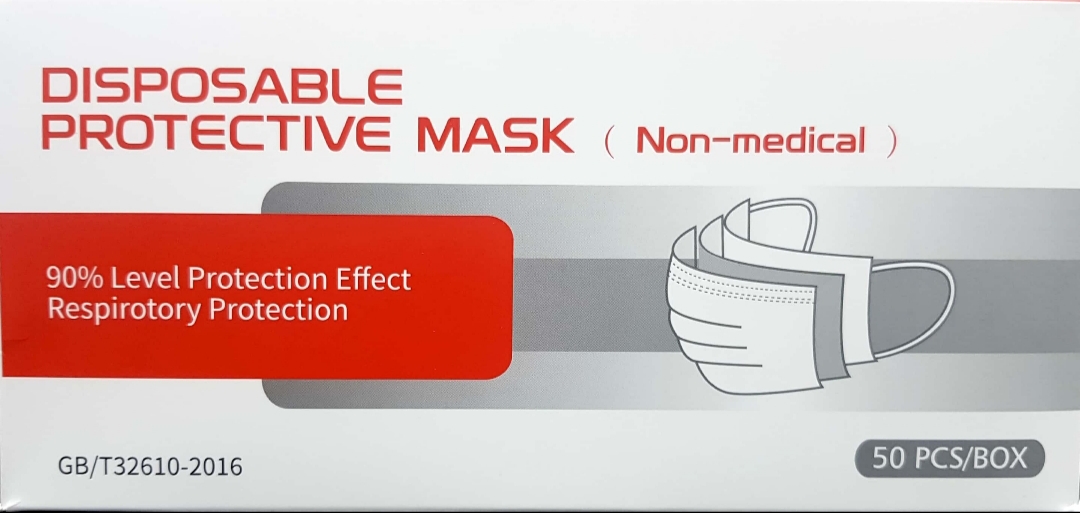 DISPOSABLE
PROTECTIVE MASK ( Non-medical )
90% Level Protection Effect
Respirotory Protection
GB/T32610-2016
50 PCS/BOX